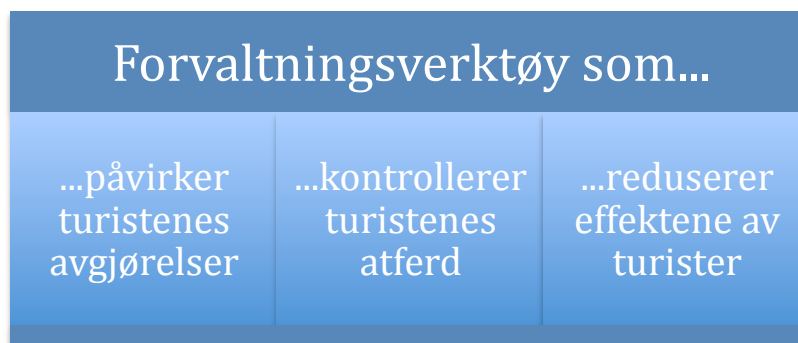 Forvaltningsverktøy som...
...påvirker
turistenes
avgjørelser
...kontrollerer
turistenes
atferd
...reduserer
effektene av
turister